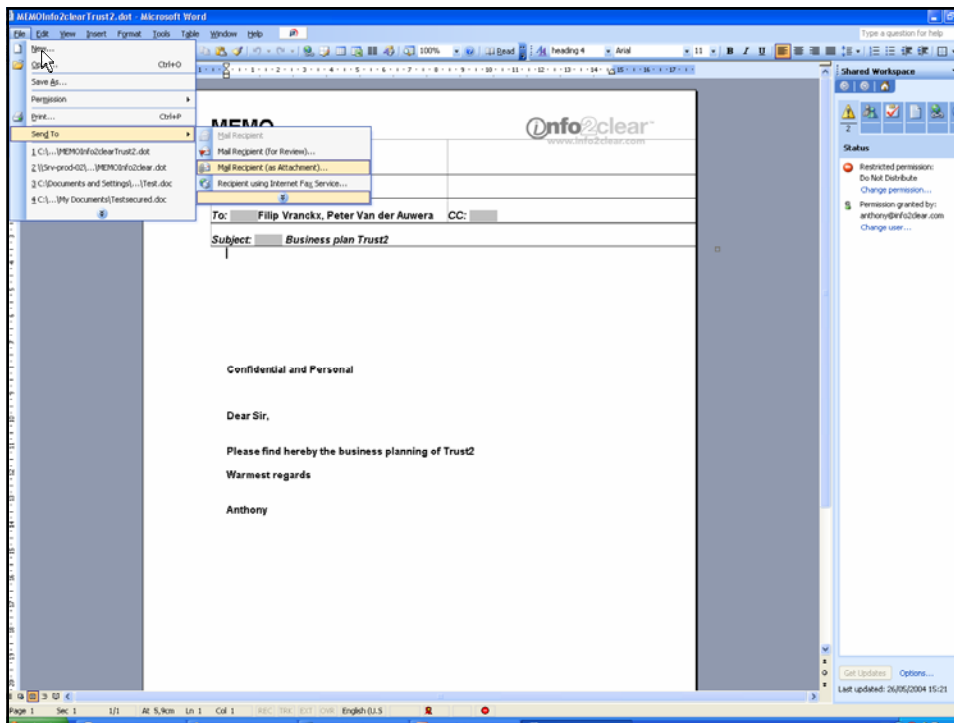 MEMOInfo2clearTrust2.dot - Microsoft Word
File Edit View Insert Format Tools Table Window Help
Type a question for help
100% Read heading 4 Arial 11 B I U
New...
Open... Ctrl+O
Save As...
Permission
Print... Ctrl+P
Send To
1 C:\...\MEMOInfo2clearTrust2.dot
2 \\Srv-prod-02\...\MEMOInfo2clear.dot
3 C:\Documents and Settings\...\Test.doc
4 C:\...\My Documents\Testsecured.doc
Mail Recipient
Mail Recipient (for Review)...
Mail Recipient (as Attachment)...
Recipient using Internet Fax Service...
MEMO
info2clear™
www.info2clear.com
To: Filip Vranckx, Peter Van der Auwera CC:
Subject: Business plan Trust2
Confidential and Personal
Dear Sir,
Please find hereby the business planning of Trust2
Warmest regards
Anthony
Shared Workspace
2
Status
Restricted permission:
Do Not Distribute
Change permission...
Permission granted by:
anthony@info2clear.com
Change user...
Get Updates Options...
Last updated: 26/05/2004 15:21
Page 1 Sec 1 1/1 At 5,9cm Ln 1 Col 1 REC TRK EXT OVR English (U.S